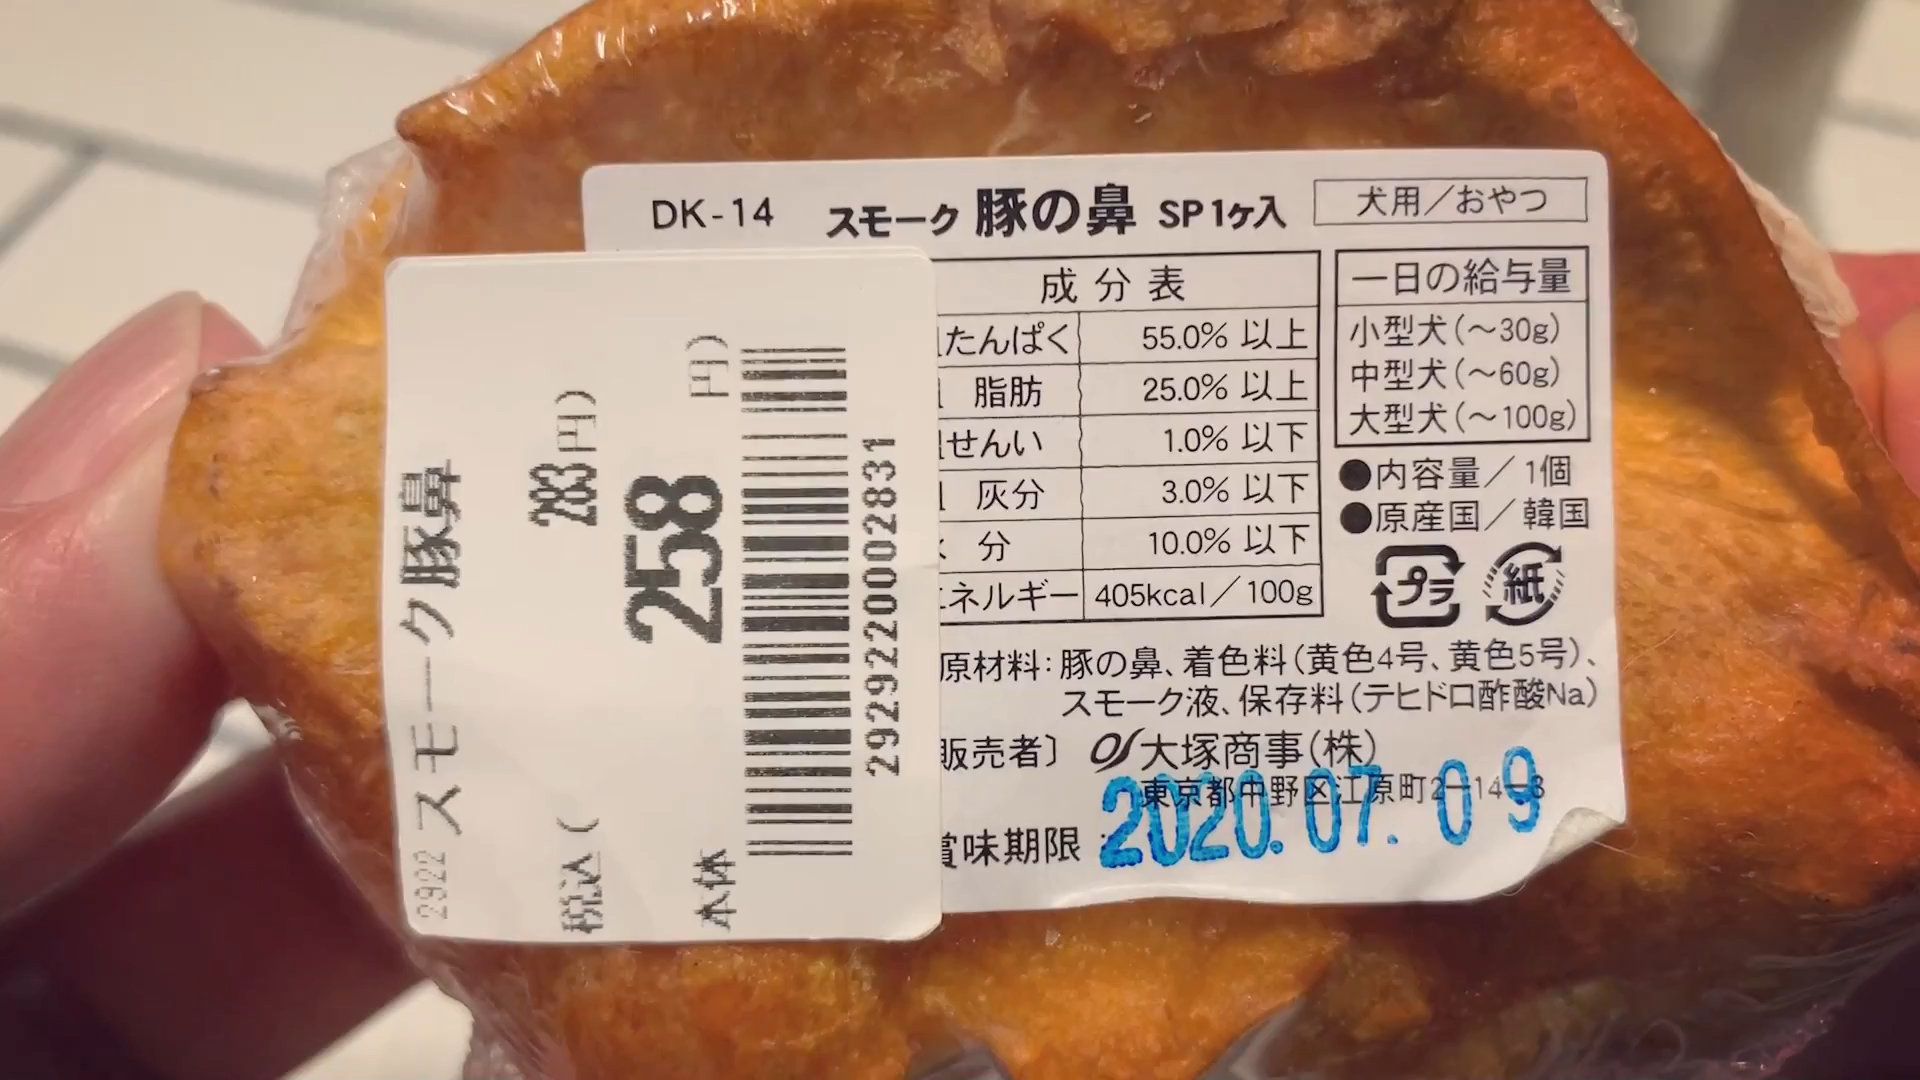 DK-14 スモーク 豚の鼻 SP1ヶ入
犬用／おやつ
成分表
たんぱく 55.0% 以上
脂肪 25.0% 以上
せんい 1.0% 以下
灰分 3.0% 以下
分 10.0% 以下
ネルギー 405kcal／100g
一日の給与量
小型犬(～30g)
中型犬(～60g)
大型犬(～100g)
●内容量／1個
●原産国／韓国
プラ
紙
原材料：豚の鼻、着色料(黄色4号、黄色5号)、
スモーク液、保存料(デヒドロ酢酸Na)
販売者〕 OS 大塚商事(株)
東京都中野区江原町2-14-3
味期限 2020.07.09
2922 スモーク豚鼻
税込( 283円)
本体 258 円)
2929220002831